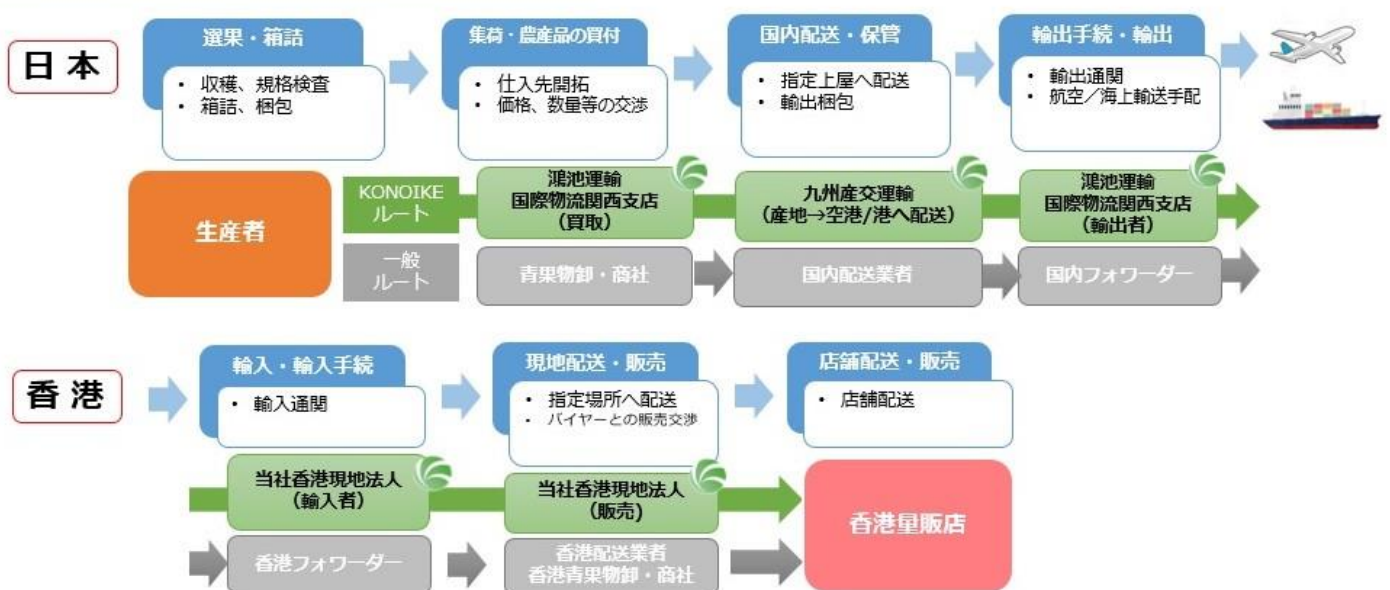 日本
選果・箱詰
・ 収穫、規格検査
・ 箱詰、梱包
集荷・農産品の買付
・ 仕入先開拓
・ 価格、数量等の交渉
国内配送・保管
・ 指定上屋へ配送
・ 輸出梱包
輸出手続・輸出
・ 輸出通関
・ 航空／海上輸送手配
生産者
KONOIKE
ルート
鴻池運輸
国際物流関西支店
(買取)
九州産交運輸
(産地→空港/港へ配送)
鴻池運輸
国際物流関西支店
(輸出者)
一般
ルート
青果物卸・商社
国内配送業者
国内フォワーダー
香港
輸入・輸入手続
・ 輸入通関
現地配送・販売
・ 指定場所へ配送
・ バイヤーとの販売交渉
店舗配送・販売
・ 店舗配送
当社香港現地法人
(輸入者)
当社香港現地法人
(販売)
香港フォワーダー
香港配送業者
香港青果物卸・商社
香港量販店